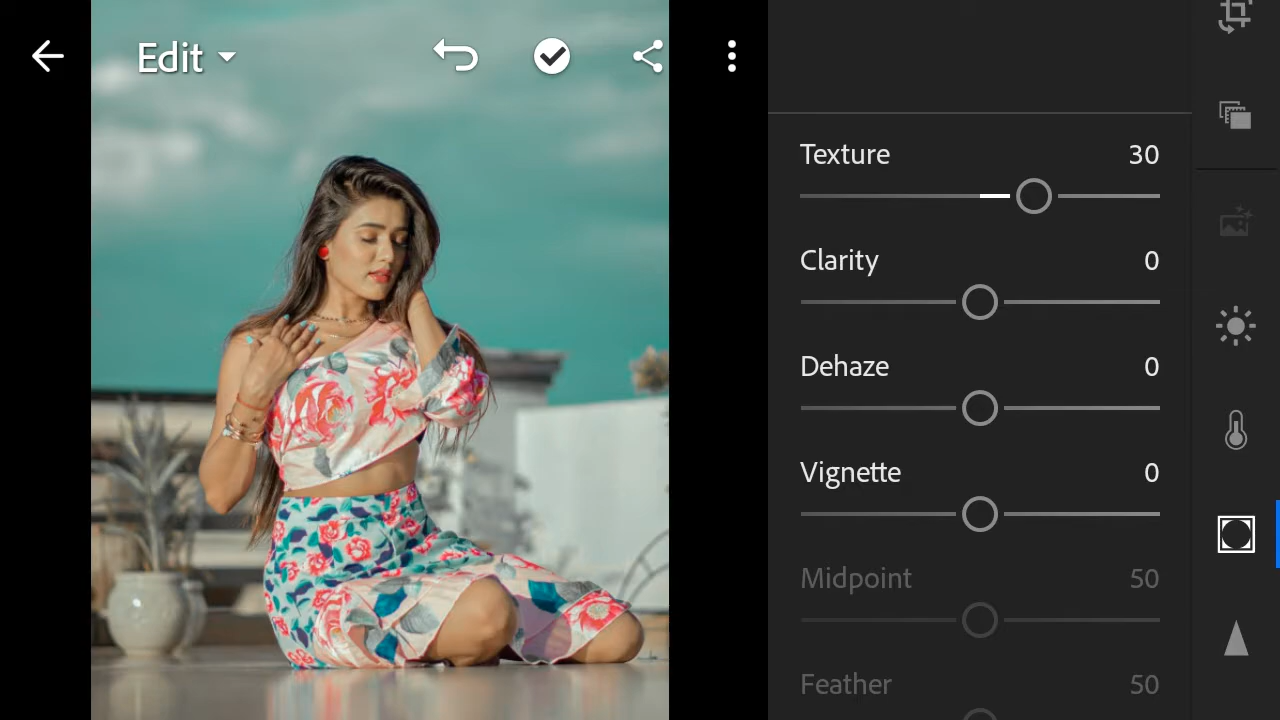 Edit
Texture 30
Clarity 0
Dehaze 0
Vignette 0
Midpoint 50
Feather 50